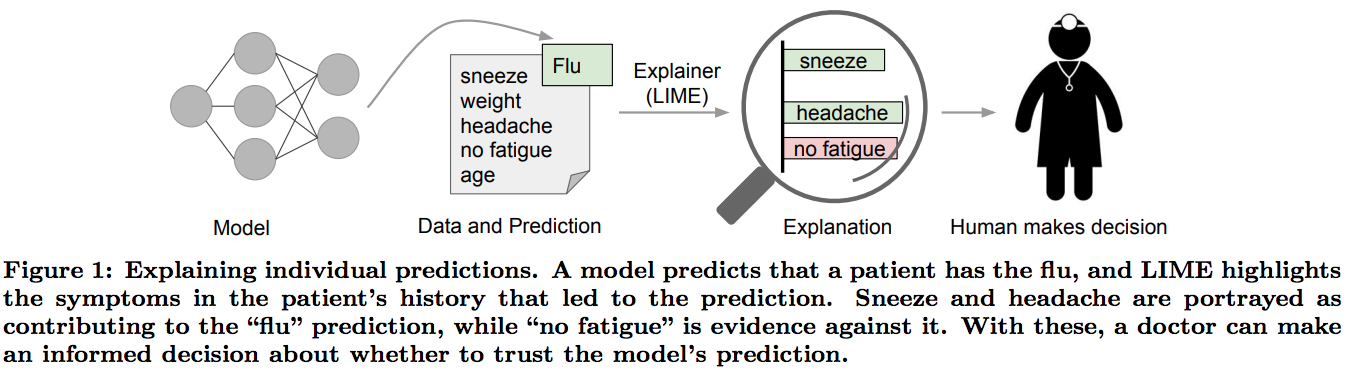 sneeze
weight
headache
no fatigue
age
Flu
Explainer
(LIME)
sneeze
headache
no fatigue
Model
Data and Prediction
Explanation
Human makes decision
Figure 1: Explaining individual predictions. A model predicts that a patient has the flu, and LIME highlights
the symptoms in the patient's history that led to the prediction. Sneeze and headache are portrayed as
contributing to the “flu” prediction, while “no fatigue” is evidence against it. With these, a doctor can make
an informed decision about whether to trust the model's prediction.